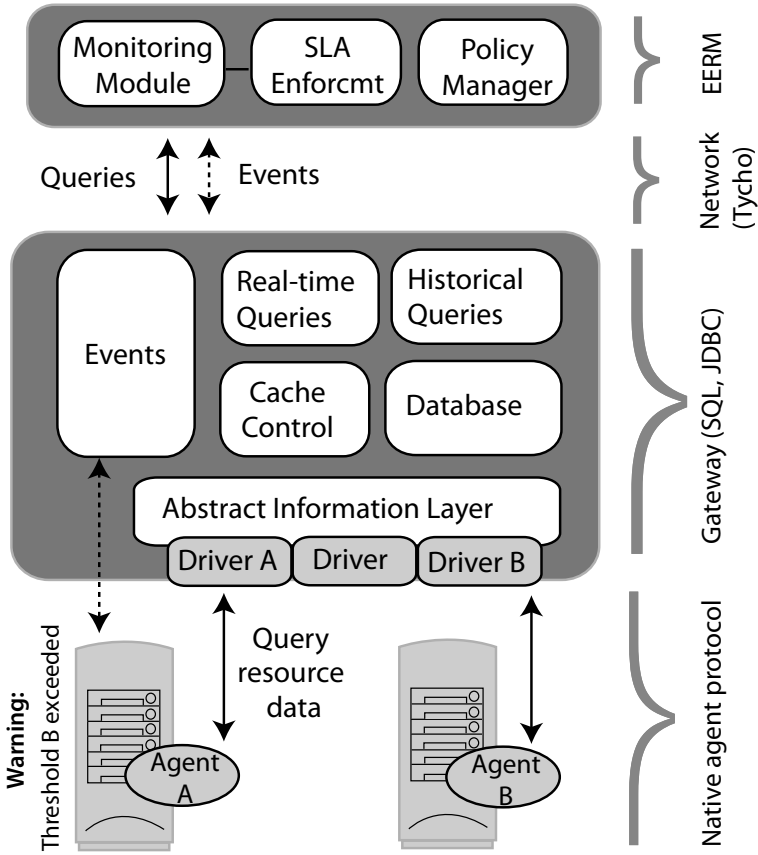 Monitoring
Module
SLA
Enforcmt
Policy
Manager
EERM
Queries
Events
Network
(Tycho)
Events
Real-time
Queries
Historical
Queries
Cache
Control
Database
Abstract Information Layer
Driver A
Driver
Driver B
Gateway (SQL, JDBC)
Warning:
Threshold B exceeded
Query
resource
data
Agent
A
Agent
B
Native agent protocol